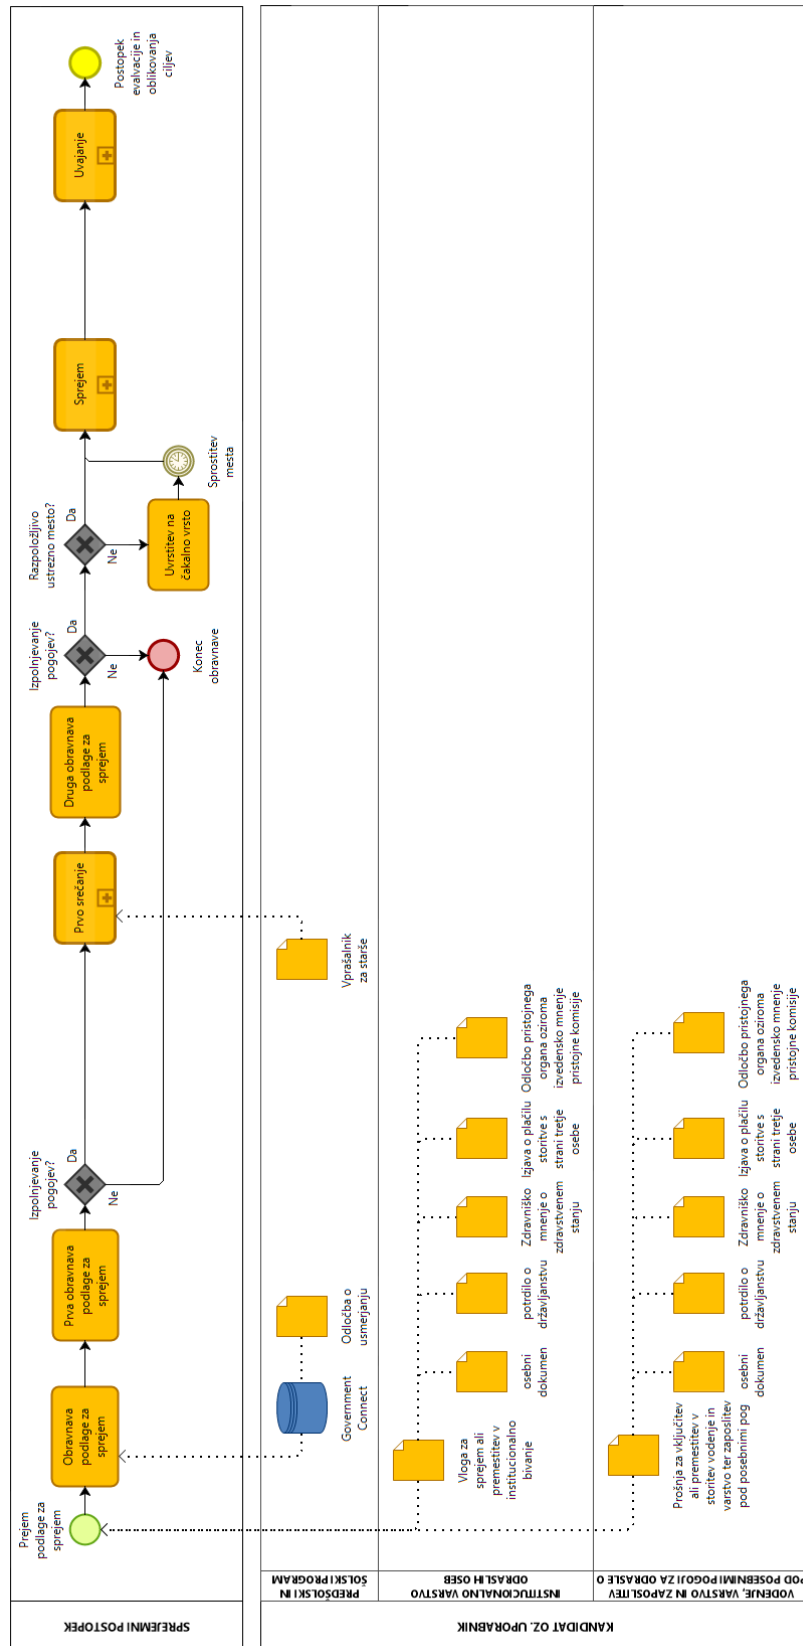 SPREJEMNI POSTOPEK
Prejem
podlage za
sprejem
Obravnava
podlage za
sprejem
Prva obravnava
podlage za
sprejem
Izpolnjevanje
pogojev?
Da
Ne
Prvo srečanje
Druga obravnava
podlage za
sprejem
Izpolnjevanje
pogojev?
Da
Ne
Konec
obravnave
Razpoložljivo
ustrezno mesto?
Da
Ne
Uvrstitev na
čakalno vrsto
Sprostitev
mesta
Sprejem
Uvajanje
Postopek
evalvacije in
oblikovanja
ciljev
KANDIDAT OZ. UPORABNIK
PREDŠOLSKI IN
ŠOLSKI PROGRAM
Government
Connect
Odločba o
usmerjanju
Vprašalnik
za starše
INSTITUCIONALNO VARSTVO
ODRASLIH OSEB
Vloga za
sprejem ali
premestitev v
institucionalno
bivanje
osebni
dokumen
potrdilo o
državljanstvu
Zdravniško
mnenje o
zdravstvenem
stanju
Izjava o plačilu
storitve s
strani tretje
osebe
Odločbo pristojnega
organa oziroma
izvedensko mnenje
pristojne komisije
VODENJE, VARSTVO IN ZAPOSLITEV
POD POSEBNIMI POGOJI ZA ODRASLE O
Prošnja za vključitev
ali premestitev v
storitev vodenje in
varstvo ter zaposlitev
pod posebnimi pog
osebni
dokumen
potrdilo o
državljanstvu
Zdravniško
mnenje o
zdravstvenem
stanju
Izjava o plačilu
storitve s
strani tretje
osebe
Odločbo pristojnega
organa oziroma
izvedensko mnenje
pristojne komisije